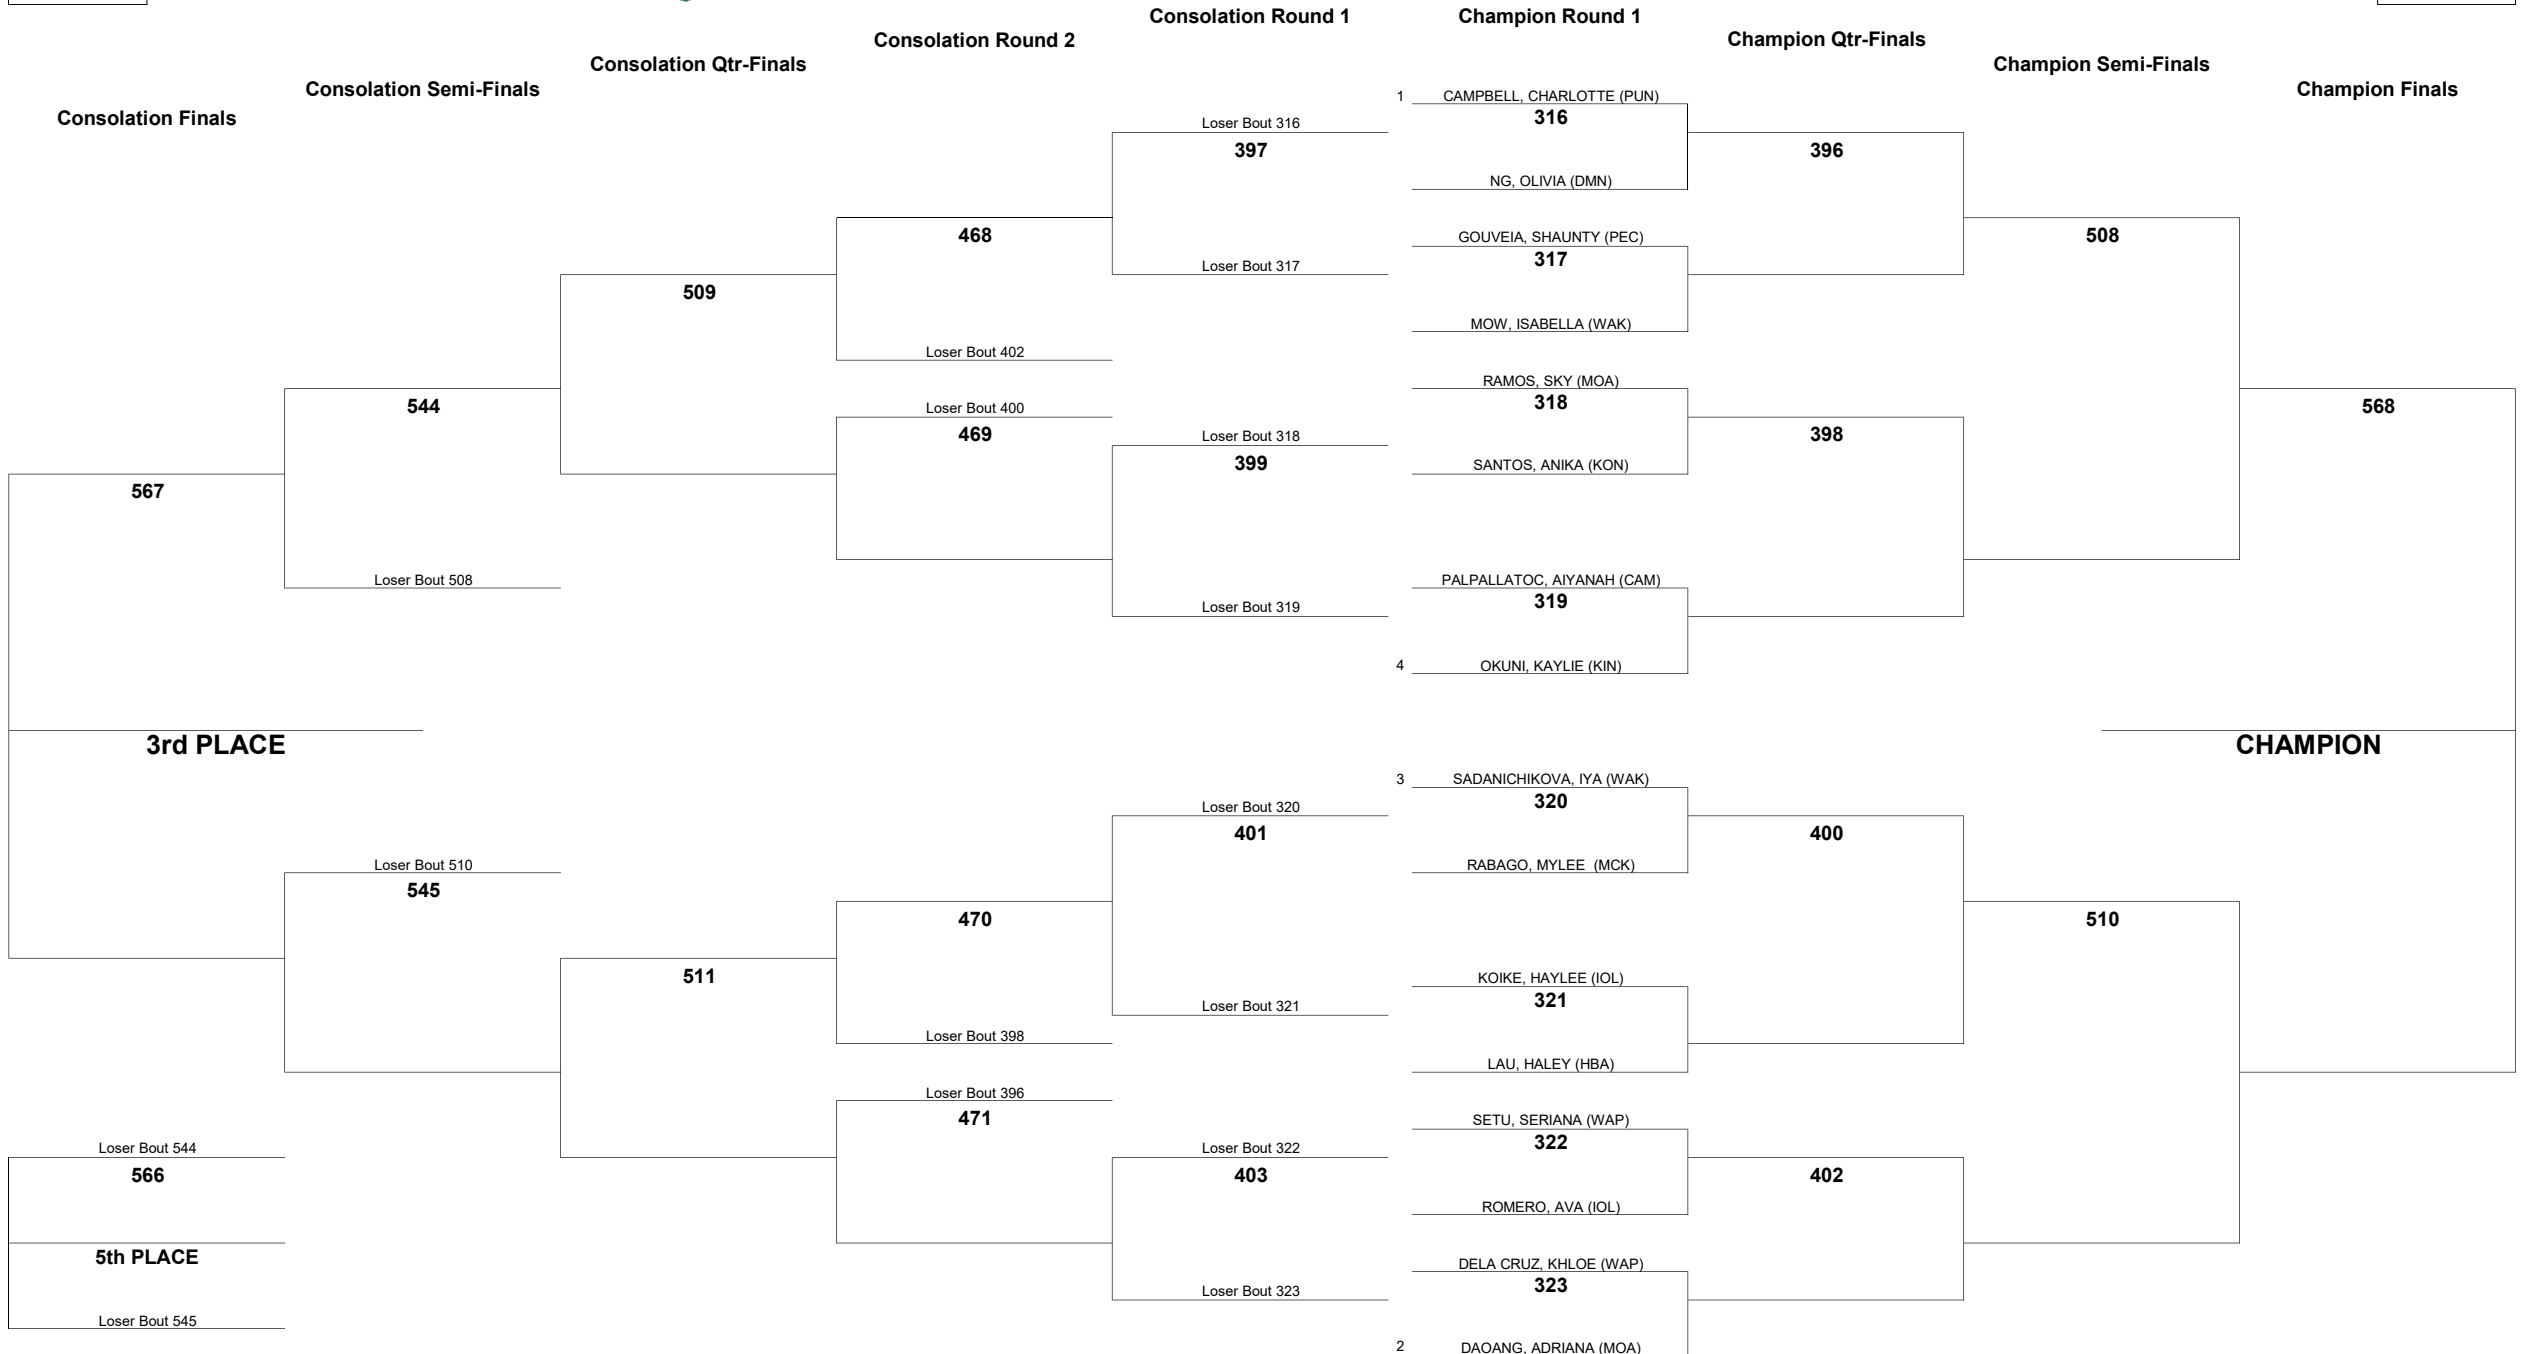 Consolation Round 1
Champion Round 1
Consolation Round 2
Champion Qtr-Finals
Consolation Qtr-Finals
Champion Semi-Finals
Consolation Semi-Finals
Champion Finals
Consolation Finals
1 CAMPBELL, CHARLOTTE (PUN)
Loser Bout 316
316
397
396
NG, OLIVIA (DMN)
468
508
GOUVEIA, SHAUNTY (PEC)
317
Loser Bout 317
509
MOW, ISABELLA (WAK)
Loser Bout 402
RAMOS, SKY (MOA)
318
544
Loser Bout 400
568
469
Loser Bout 318
398
399
SANTOS, ANIKA (KON)
567
Loser Bout 508
PALPALLATOC, AIYANAH (CAM)
319
Loser Bout 319
4 OKUNI, KAYLIE (KIN)
3rd PLACE
CHAMPION
3 SADANICHIKOVA, IYA (WAK)
320
Loser Bout 320
401
400
Loser Bout 510
RABAGO, MYLEE (MCK)
545
470
510
511
KOIKE, HAYLEE (IOL)
321
Loser Bout 321
Loser Bout 398
LAU, HALEY (HBA)
Loser Bout 396
471
SETU, SERIANA (WAP)
322
Loser Bout 544
Loser Bout 322
566
403
402
ROMERO, AVA (IOL)
5th PLACE
DELA CRUZ, KHLOE (WAP)
323
Loser Bout 323
Loser Bout 545
2 DAOANG, ADRIANA (MOA)